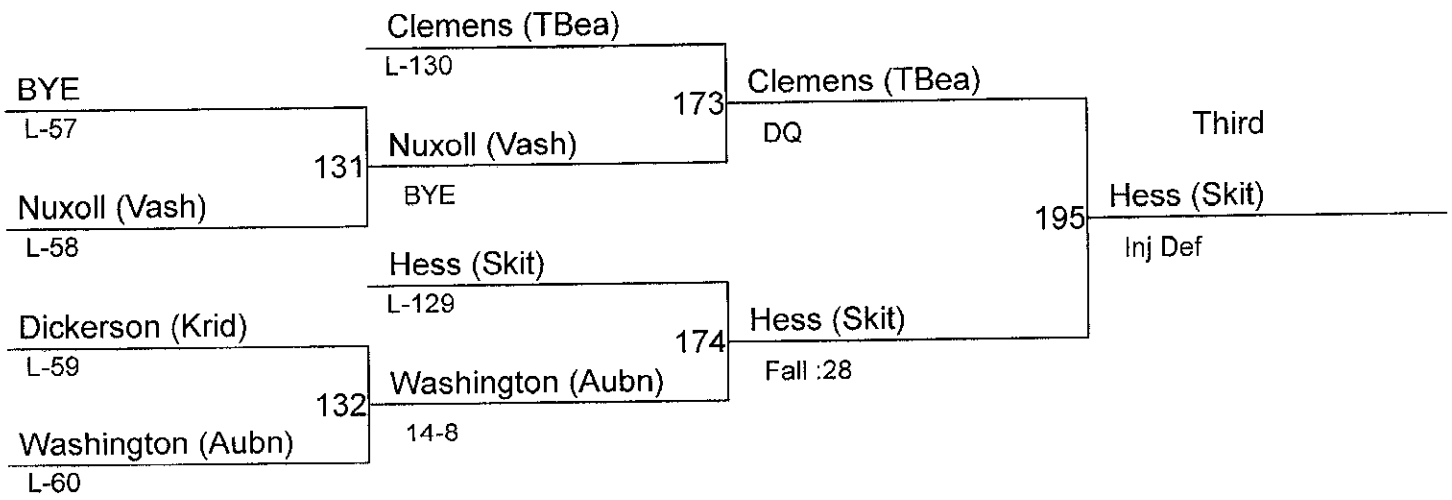 Clemens (TBea)
L-130
BYE
L-57
173
Clemens (TBea)
DQ
Third
131
Nuxoll (Vash)
BYE
Nuxoll (Vash)
L-58
195
Hess (Skit)
Inj Def
Hess (Skit)
L-129
Dickerson (Krid)
L-59
174
Hess (Skit)
Fall :28
132
Washington (Aubn)
14-8
Washington (Aubn)
L-60